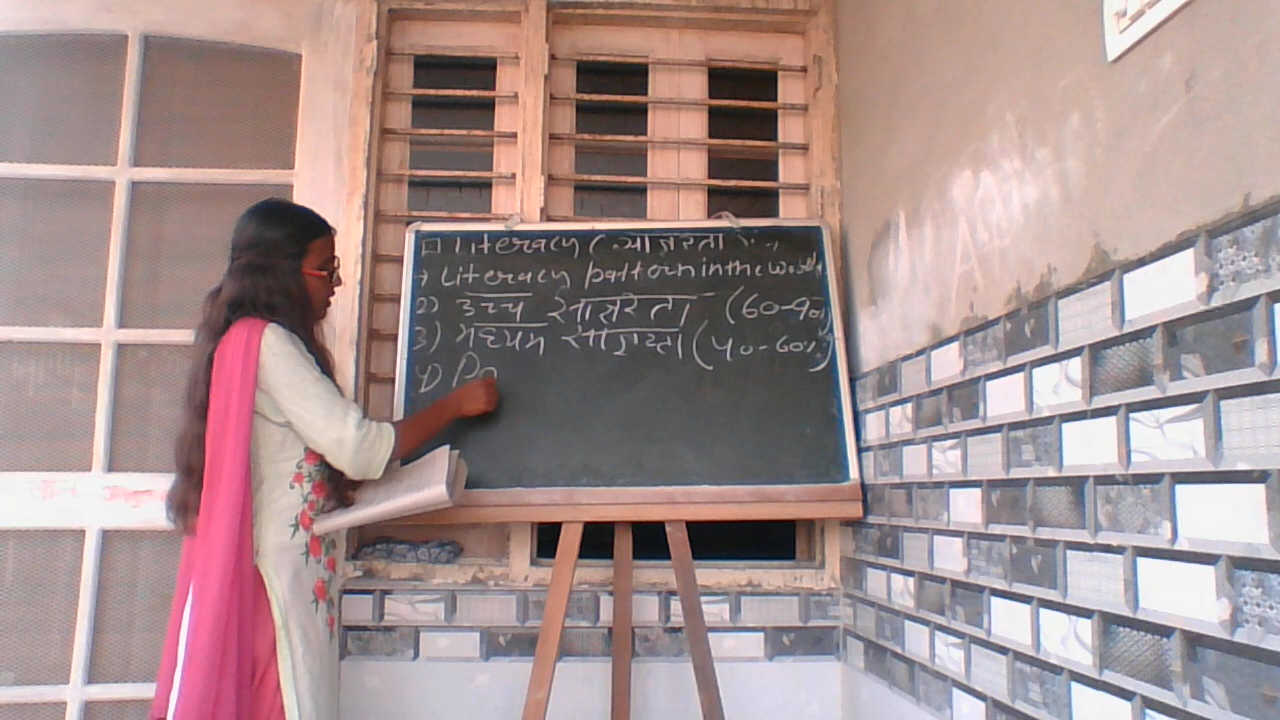 □ Literacy (साक्षरता) :-
→ Literacy pattern in the world
2) उच्च साक्षरता (60-90%)
3) मध्यम साक्षरता (40-60%)
4)